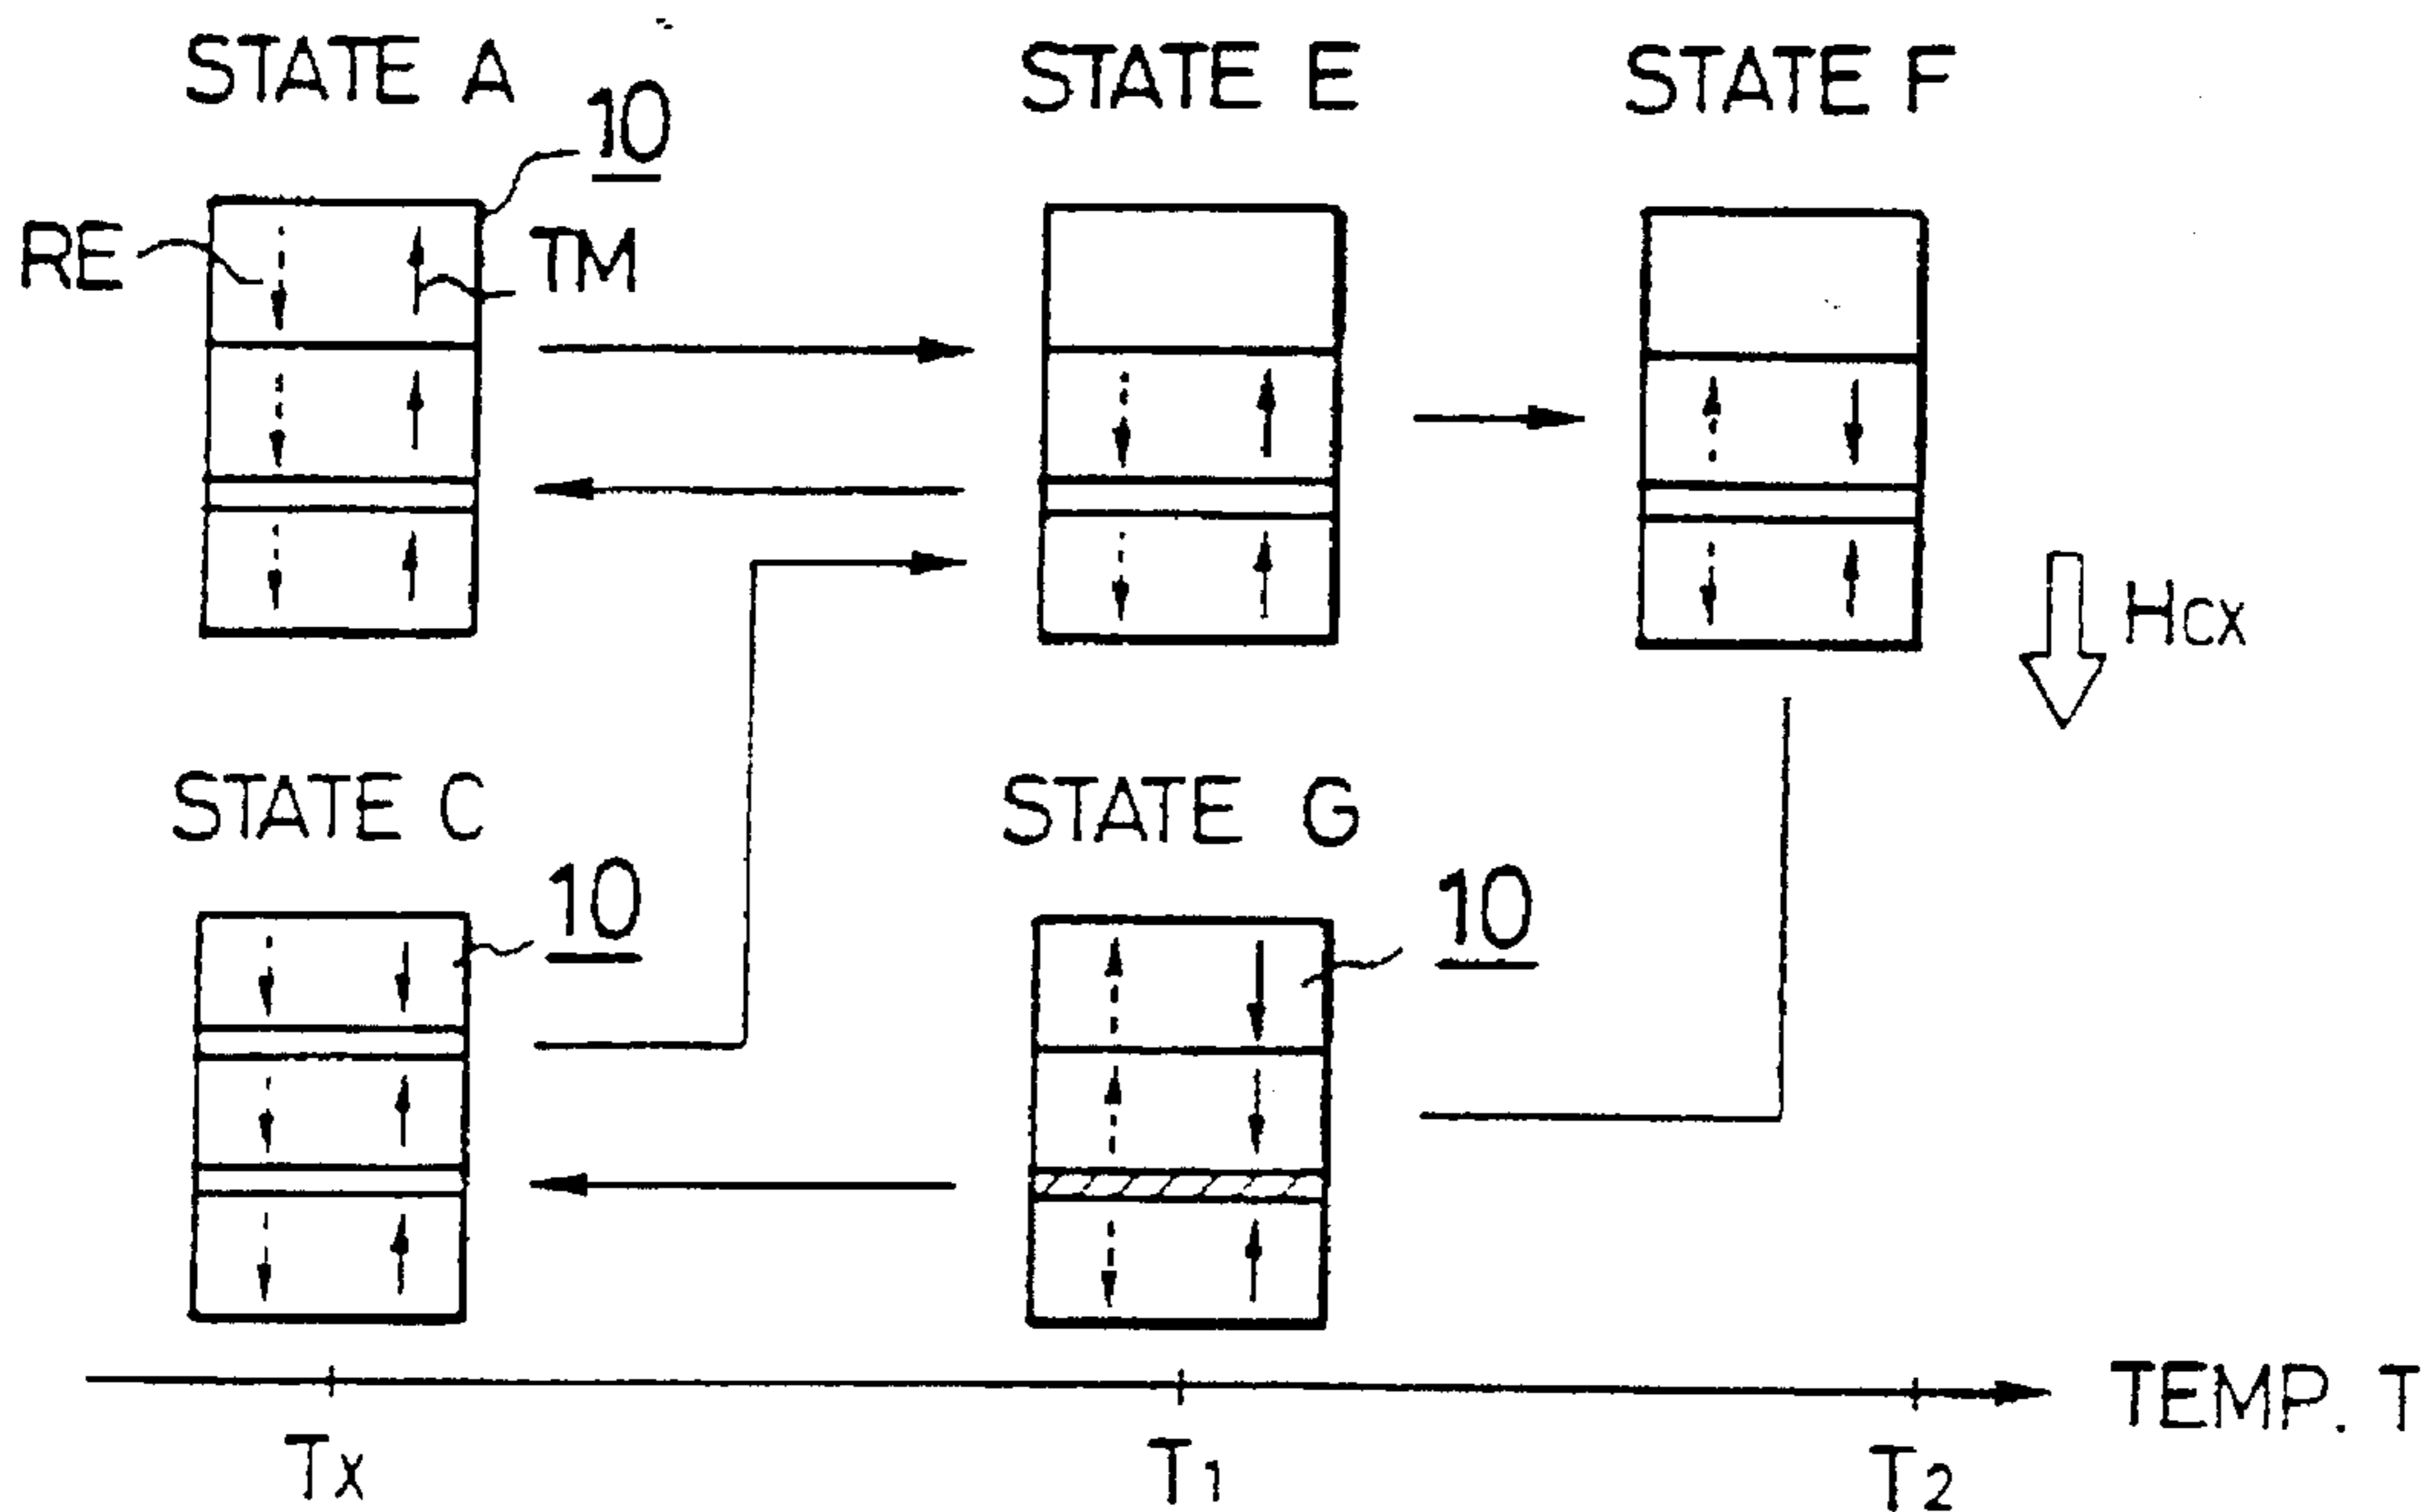 STATE A
STATE E
STATE F
10
RE
TM
Hcx
STATE C
STATE G
10
10
TEMP. T
Tx
T1
T2